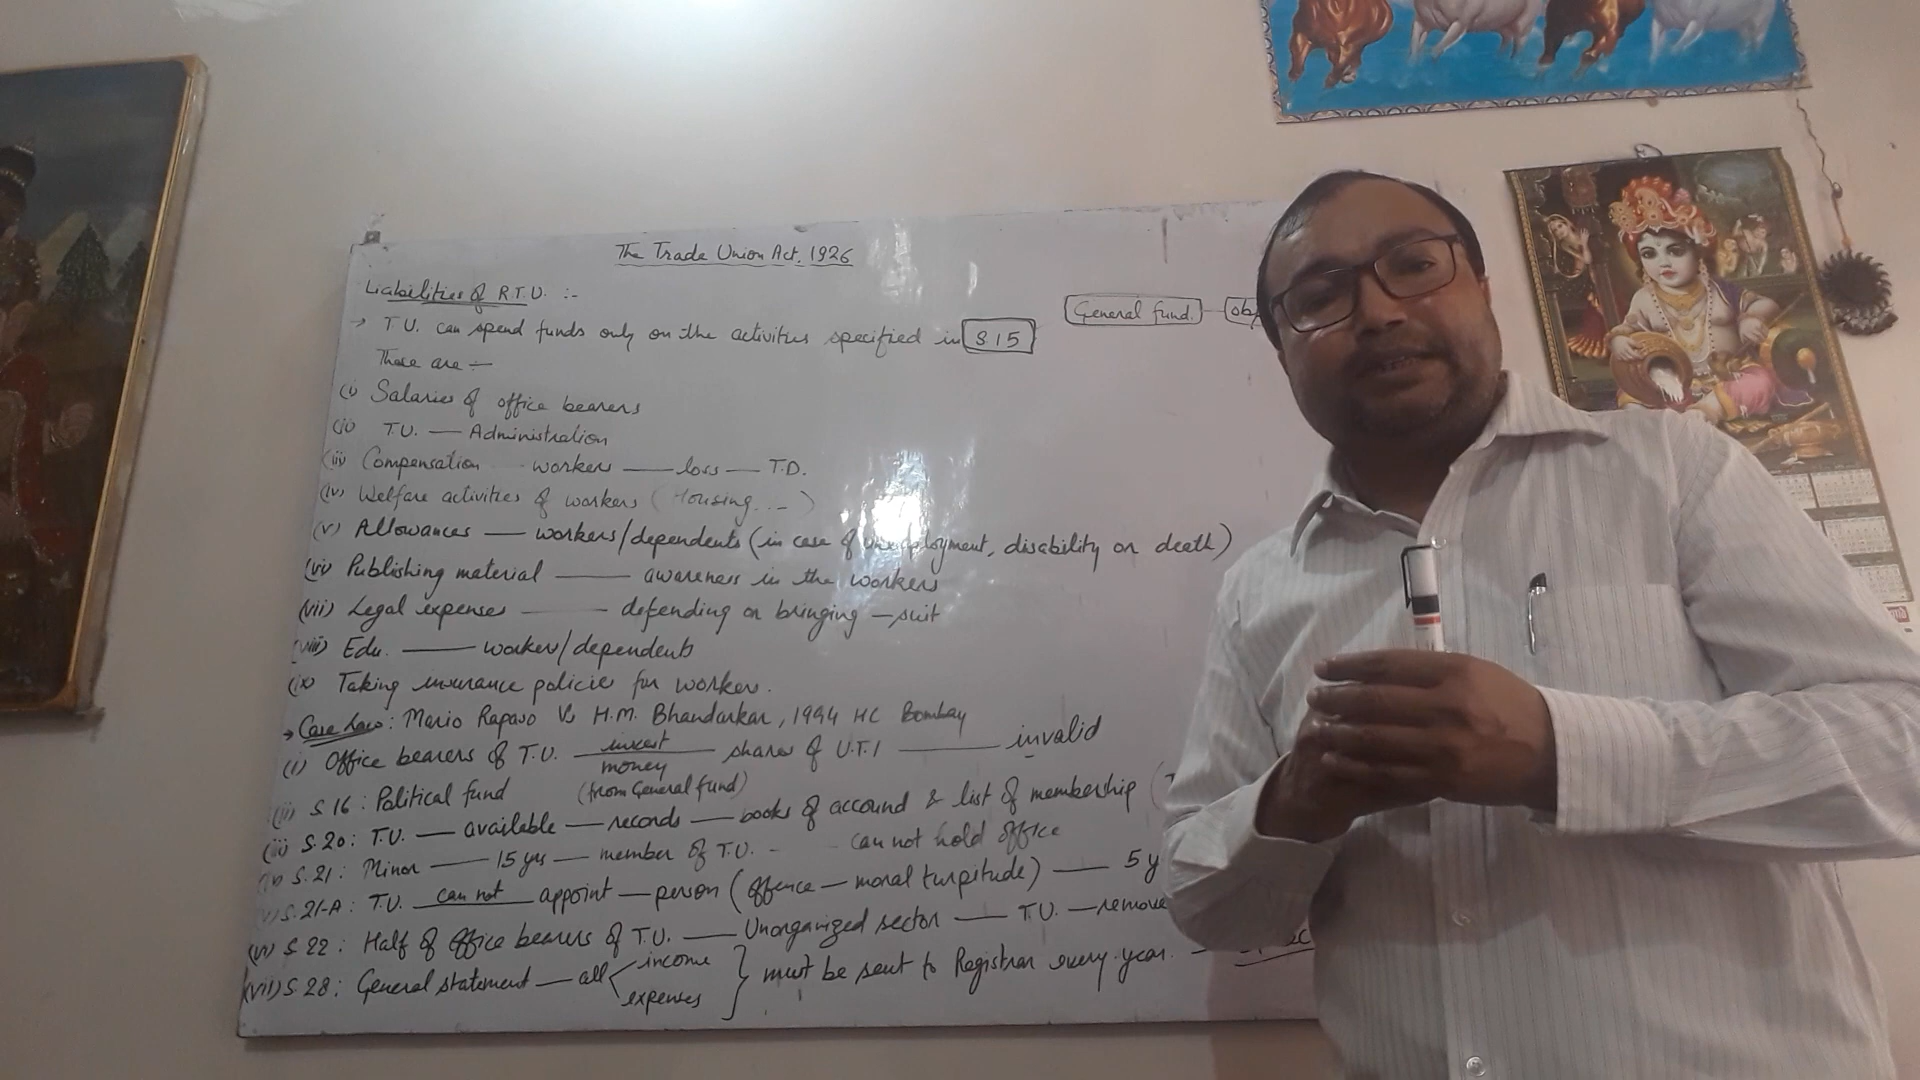 The Trade Union Act, 1926
Liabilities of R.T.U. :-
→ T.U. can spend funds only on the activities specified in S 15
General fund.
These are :-
(i) Salaries of office bearers
(ii) T.U. — Administration
(iii) Compensation workers — loss — T.D.
(iv) Welfare activities of workers (Housing...-)
(v) Allowances — workers/dependents (in case of unemployment, disability or death)
(vi) Publishing material — awareness in the workers
(vii) Legal expenses — defending or bringing — suit
(viii) Edu. — worker/dependents
(ix) Taking insurance policies for worker.
→ Case Law: Mario Raposo Vs H.M. Bhandarkar, 1994 HC Bombay
(i) Office bearers of T.U. invest money (from General fund) shares of U.T.I — invalid
(ii) S.16: Political fund
(iii) S.20: T.U. — available — records — books of accound & list of membership
(iv) S.21: Minor — 15 yrs — member of T.U. - can not hold office
(v) S.21-A: T.U. can not appoint — person (offence — moral turpitude) — 5 y
(vi) S.22: Half of office bearers of T.U. — Unorganized sector — T.U. — remove
(vii) S.28: General statement — all income expenses } must be sent to Registrar every year. —